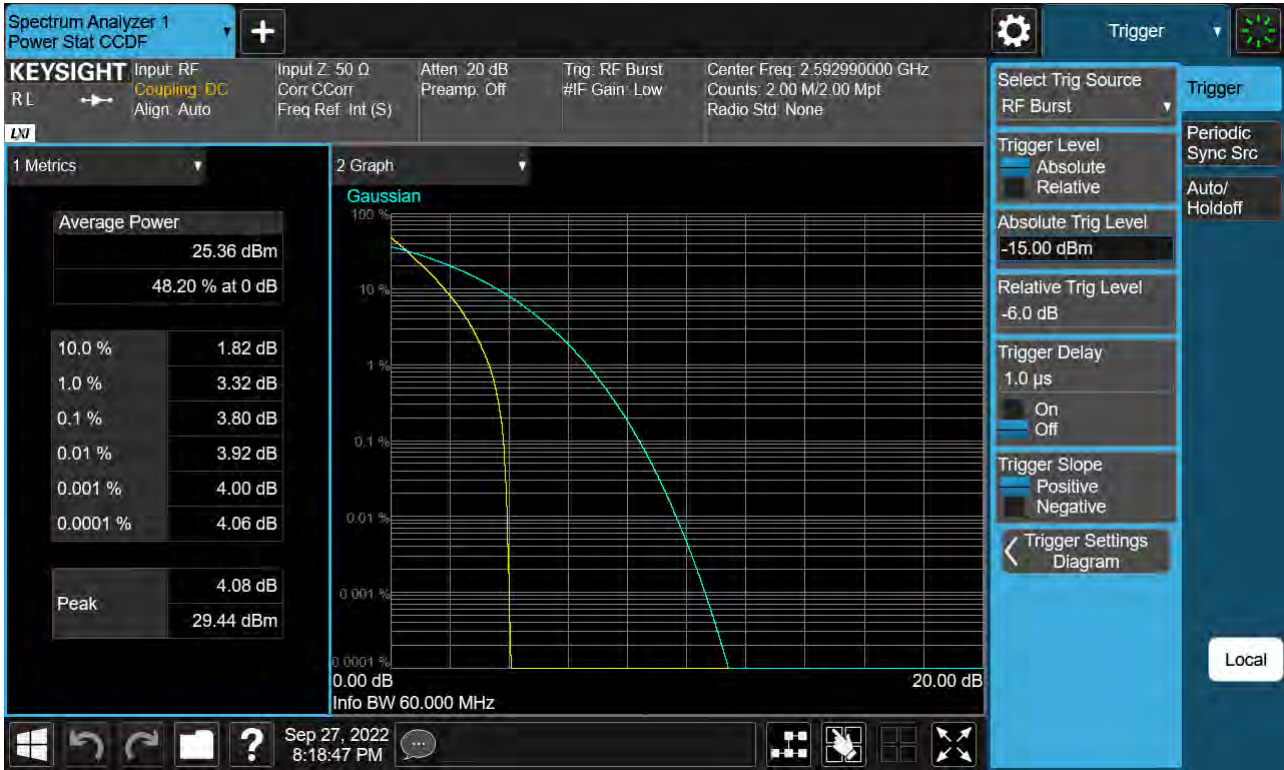 Spectrum Analyzer 1
Power Stat CCDF
+
Trigger
KEYSIGHT
RL
LXI
Input: RF
Coupling: DC
Align: Auto
Input Z: 50 Ω
Corr CCorr
Freq Ref: Int (S)
Atten: 20 dB
Preamp: Off
Trig: RF Burst
#IF Gain: Low
Center Freq: 2.592990000 GHz
Counts: 2.00 M/2.00 Mpt
Radio Std: None
1 Metrics
Average Power
25.36 dBm
48.20 % at 0 dB
10.0 % 1.82 dB
1.0 % 3.32 dB
0.1 % 3.80 dB
0.01 % 3.92 dB
0.001 % 4.00 dB
0.0001 % 4.06 dB
Peak
4.08 dB
29.44 dBm
2 Graph
Gaussian
100 %
10 %
1 %
0.1 %
0.01 %
0.001 %
0.0001 %
0.00 dB 20.00 dB
Info BW 60.000 MHz
Select Trig Source
RF Burst
Trigger Level
Absolute
Relative
Absolute Trig Level
-15.00 dBm
Relative Trig Level
-6.0 dB
Trigger Delay
1.0 µs
On
Off
Trigger Slope
Positive
Negative
Trigger Settings
Diagram
Trigger
Periodic
Sync Src
Auto/
Holdoff
Local
?
Sep 27, 2022
8:18:47 PM